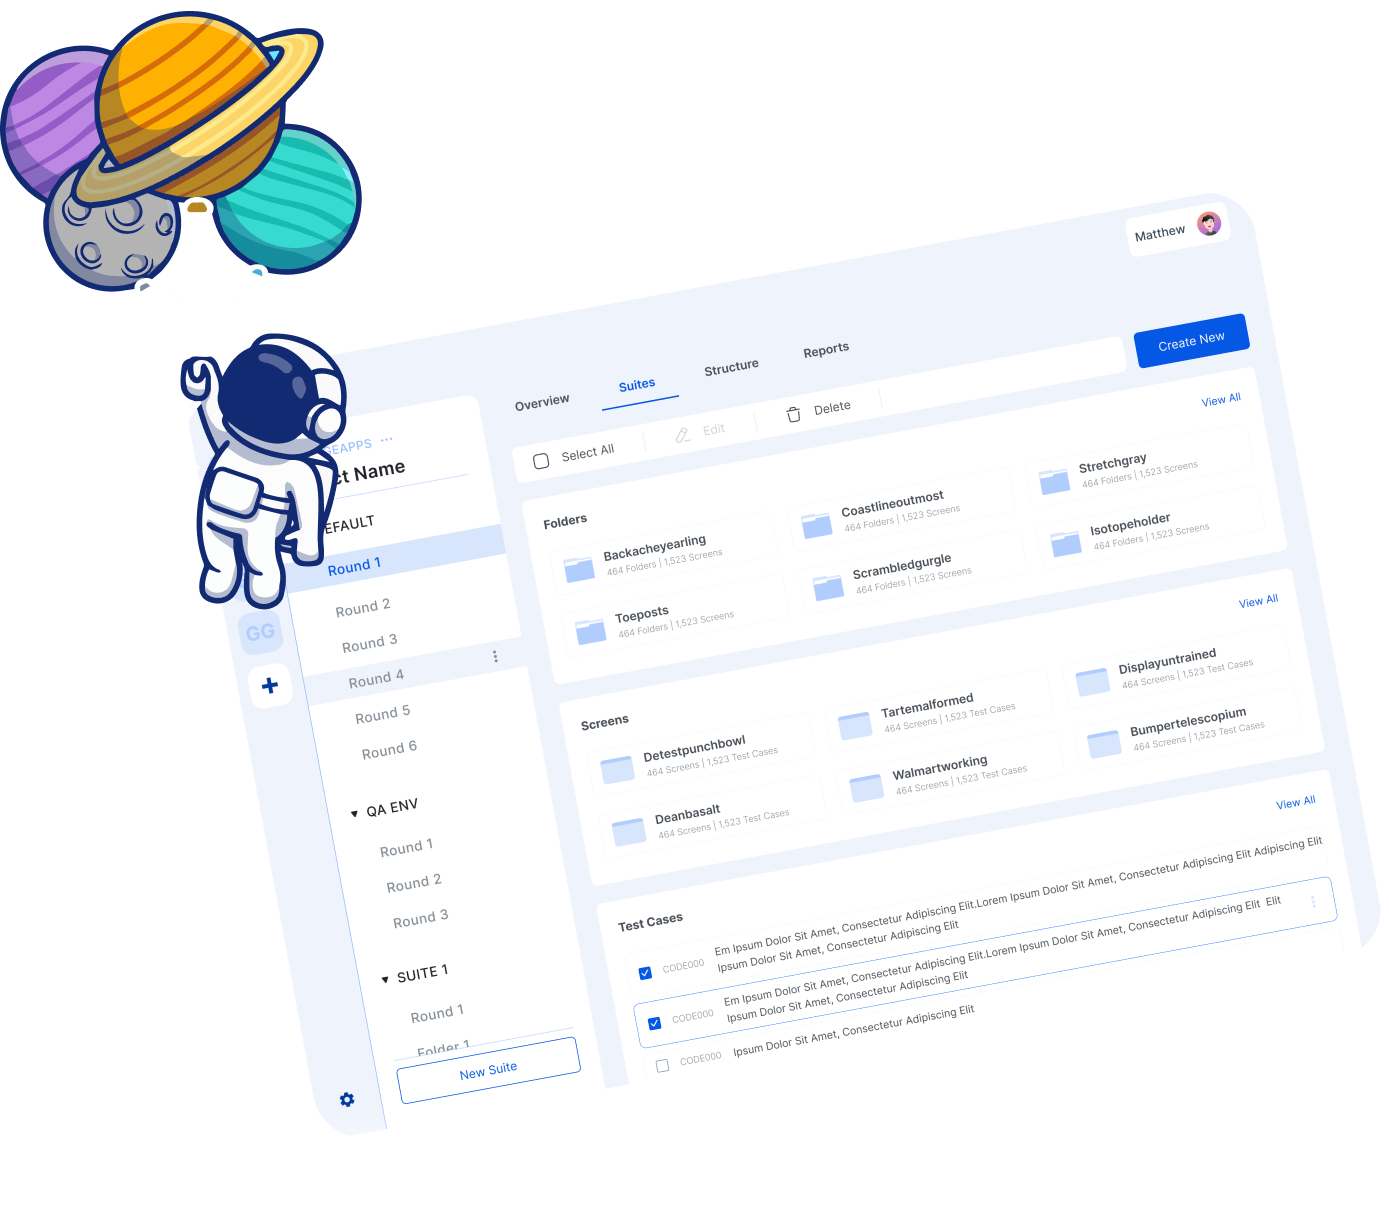 Matthew
Overview
Suites
Structure
Reports
Create New
Select All
Edit
Delete
GEAPPS
ct Name
EFAULT
Round 1
Round 2
Round 3
Round 4
Round 5
Round 6
QA ENV
Round 1
Round 2
Round 3
SUITE 1
Round 1
Folder 1
New Suite
GG
Folders
View All
Backacheyearling
464 Folders | 1,523 Screens
Coastlineoutmost
464 Folders | 1,523 Screens
Stretchgray
464 Folders | 1,523 Screens
Toeposts
464 Folders | 1,523 Screens
Scrambledgurgle
464 Folders | 1,523 Screens
Isotopeholder
464 Folders | 1,523 Screens
Screens
View All
Detestpunchbowl
464 Screens | 1,523 Test Cases
Tartemalformed
464 Screens | 1,523 Test Cases
Displayuntrained
464 Screens | 1,523 Test Cases
Deanbasalt
464 Screens | 1,523 Test Cases
Walmartworking
464 Screens | 1,523 Test Cases
Bumpertelescopium
464 Screens | 1,523 Test Cases
Test Cases
View All
CODE000
Em Ipsum Dolor Sit Amet, Consectetur Adipiscing Elit.Lorem Ipsum Dolor Sit Amet, Consectetur Adipiscing Elit Adipiscing Elit
Ipsum Dolor Sit Amet, Consectetur Adipiscing Elit
CODE000
Em Ipsum Dolor Sit Amet, Consectetur Adipiscing Elit.Lorem Ipsum Dolor Sit Amet, Consectetur Adipiscing Elit Elit
Ipsum Dolor Sit Amet, Consectetur Adipiscing Elit
CODE000
Ipsum Dolor Sit Amet, Consectetur Adipiscing Elit